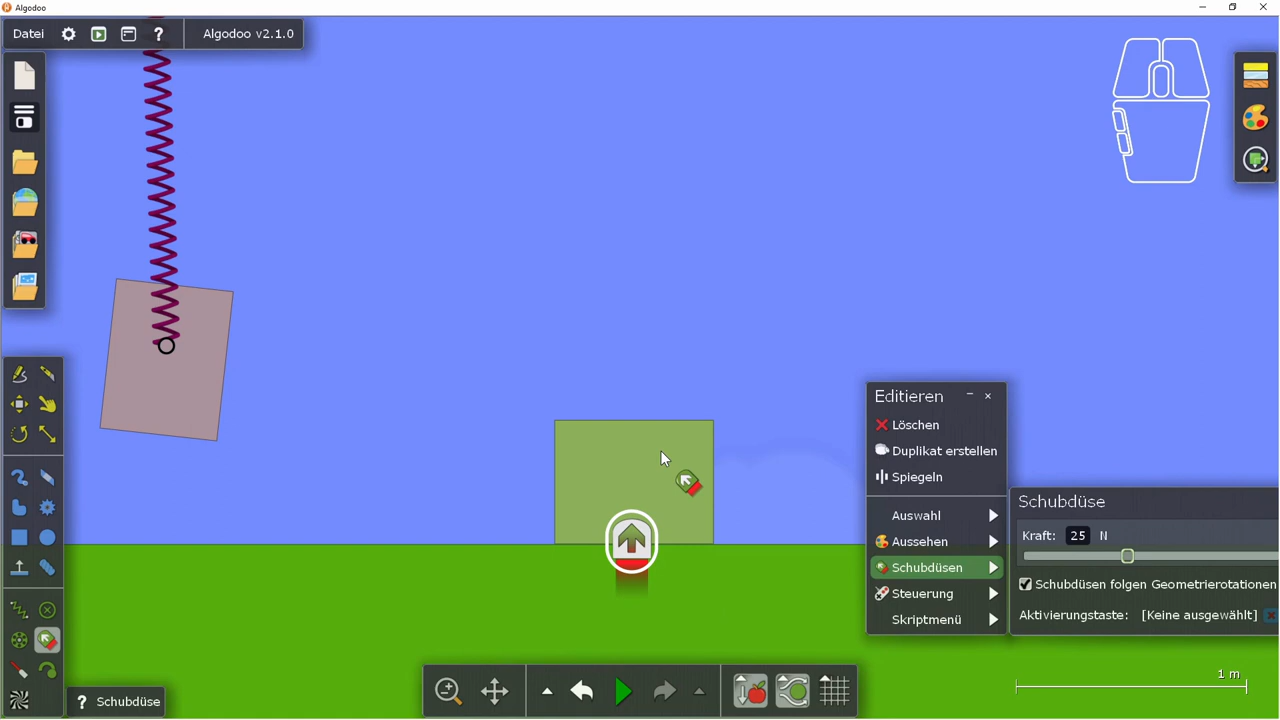 Algodoo
Datei
?
Algodoo v2.1.0
Editieren
Löschen
Duplikat erstellen
Spiegeln
Auswahl
Aussehen
Schubdüsen
Steuerung
Skriptmenü
Schubdüse
Kraft: 25 N
Schubdüsen folgen Geometrierotationen
Aktivierungstaste: [Keine ausgewählt]
1 m
? Schubdüse